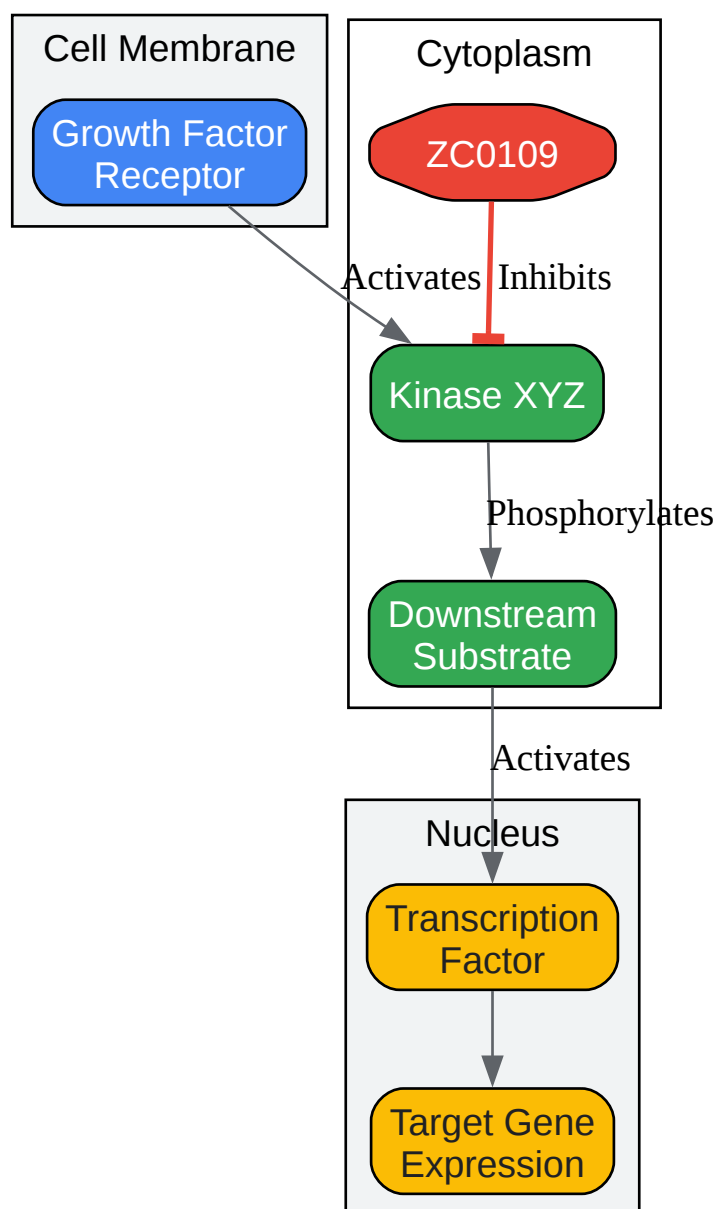 Cell Membrane
Growth Factor
Receptor
Cytoplasm
ZC0109
Activates
Inhibits
Kinase XYZ
Phosphorylates
Downstream
Substrate
Activates
Nucleus
Transcription
Factor
Target Gene
Expression